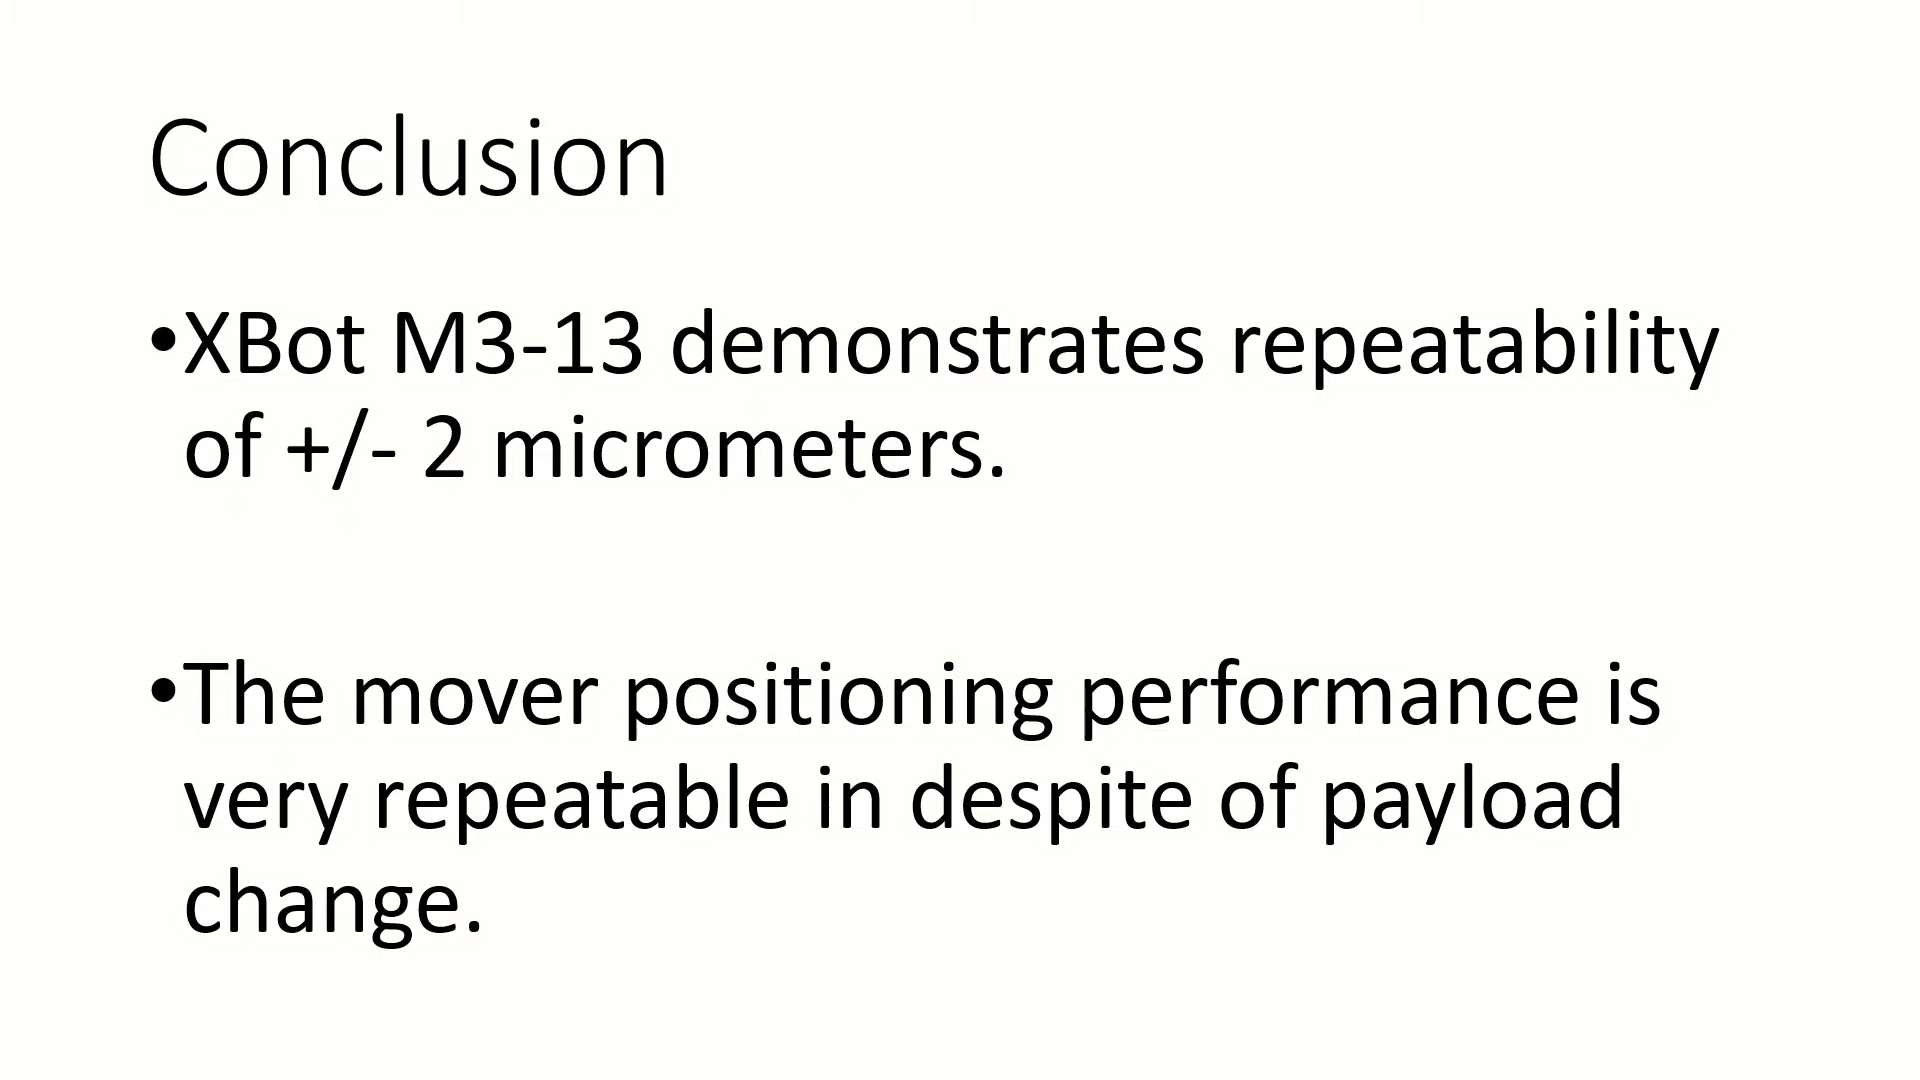 Conclusion
•XBot M3-13 demonstrates repeatability
of +/- 2 micrometers.
•The mover positioning performance is
very repeatable in despite of payload
change.